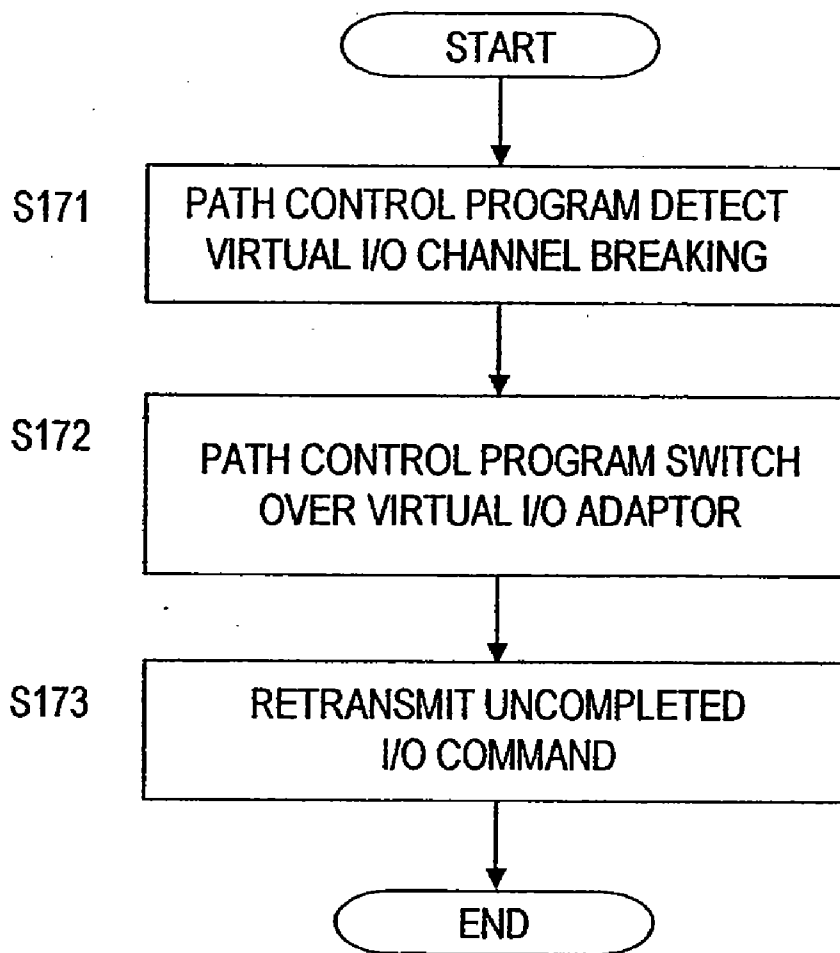 START
S171
PATH CONTROL PROGRAM DETECT
VIRTUAL I/O CHANNEL BREAKING
S172
PATH CONTROL PROGRAM SWITCH
OVER VIRTUAL I/O ADAPTOR
S173
RETRANSMIT UNCOMPLETED
I/O COMMAND
END